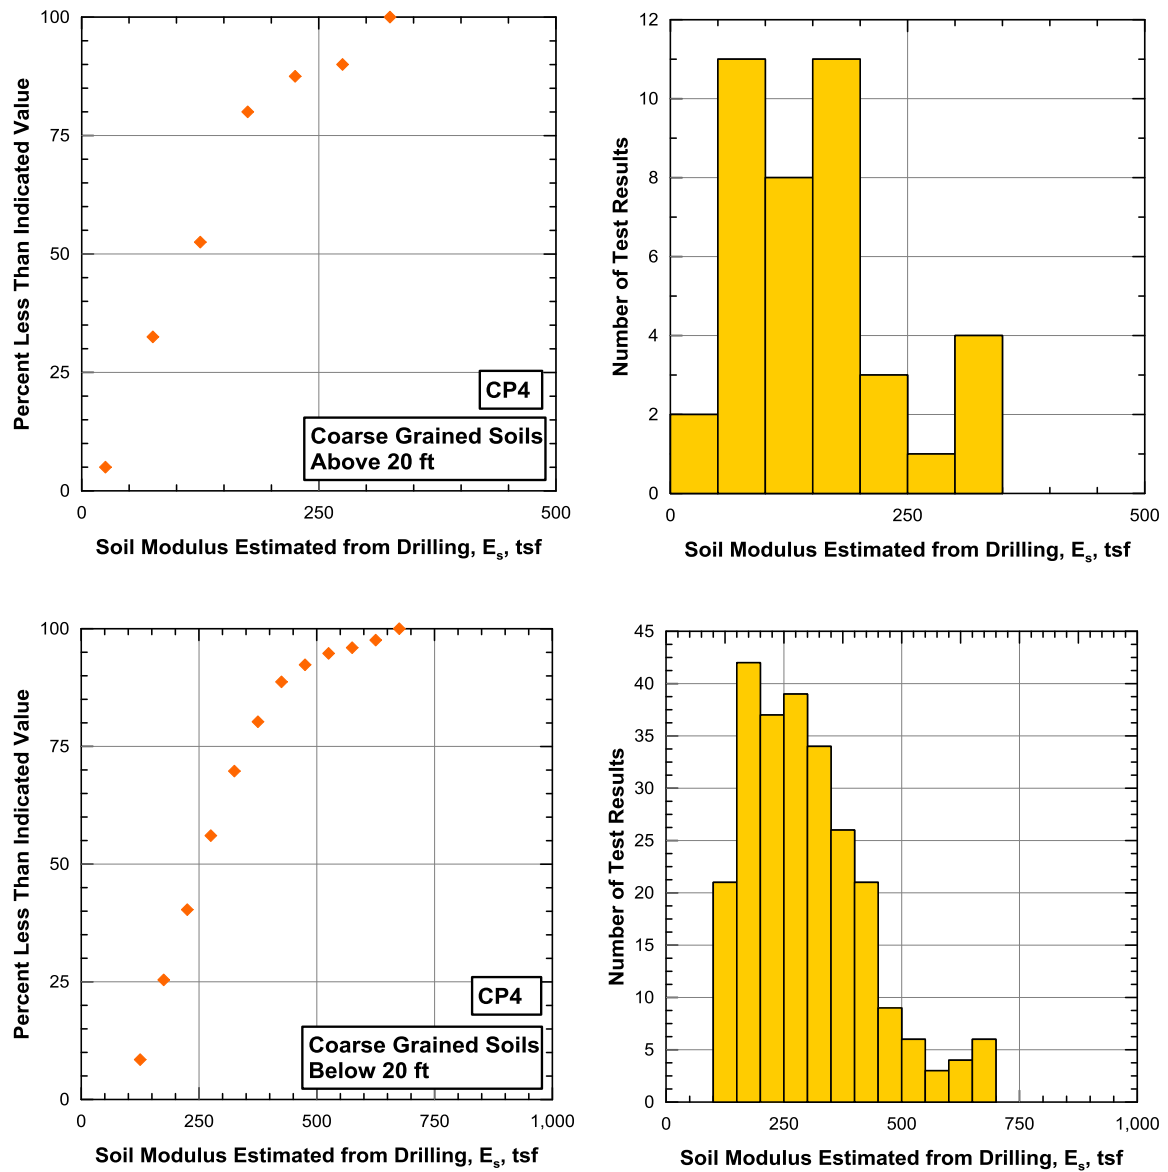 100
75
50
25
0
Percent Less Than Indicated Value
CP4
Coarse Grained Soils
Above 20 ft
0 250 500
Soil Modulus Estimated from Drilling, Es, tsf
12
10
8
6
4
2
0
Number of Test Results
0 250 500
Soil Modulus Estimated from Drilling, Es, tsf
100
75
50
25
0
Percent Less Than Indicated Value
CP4
Coarse Grained Soils
Below 20 ft
0 250 500 750 1,000
Soil Modulus Estimated from Drilling, Es, tsf
45
40
35
30
25
20
15
10
5
0
Number of Test Results
0 250 500 750 1,000
Soil Modulus Estimated from Drilling, Es, tsf